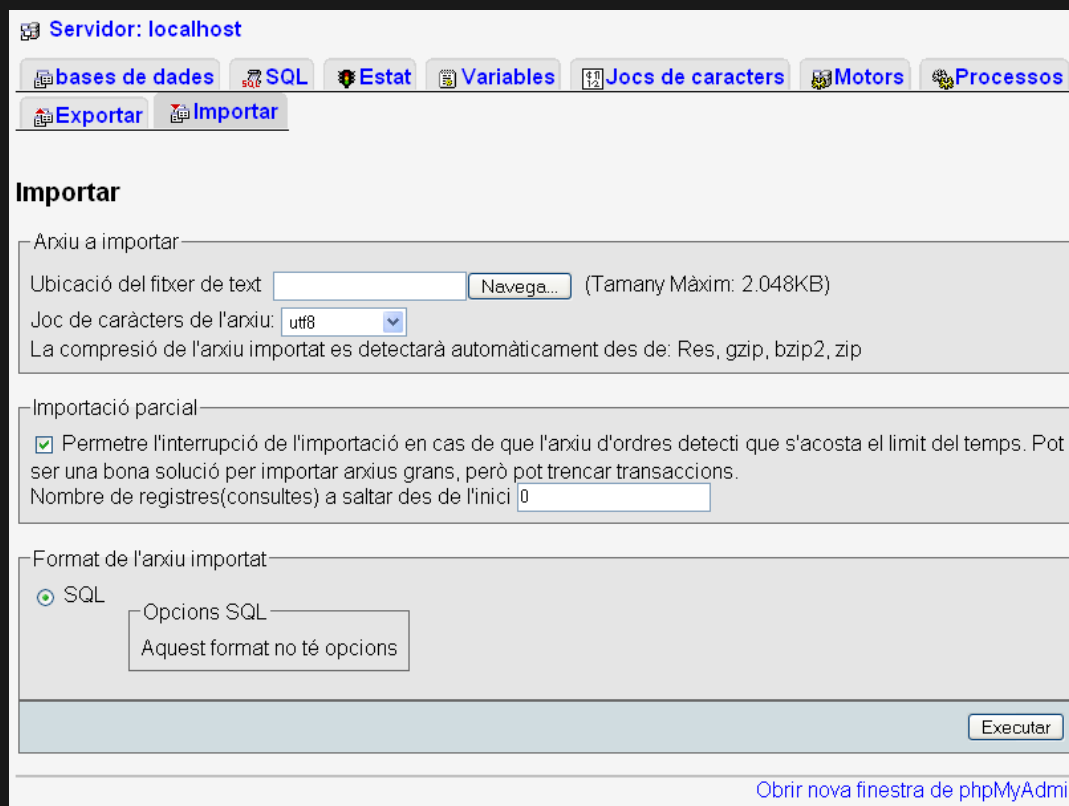 Servidor: localhost
bases de dades SQL Estat Variables Jocs de caracters Motors Processos
Exportar Importar
Importar
Arxiu a importar
Ubicació del fitxer de text Navega... (Tamany Màxim: 2.048KB)
Joc de caràcters de l'arxiu: utf8
La compresió de l'arxiu importat es detectarà automàticament des de: Res, gzip, bzip2, zip
Importació parcial
Permetre l'interrupció de l'importació en cas de que l'arxiu d'ordres detecti que s'acosta el limit del temps. Pot
ser una bona solució per importar arxius grans, però pot trencar transaccions.
Nombre de registres(consultes) a saltar des de l'inici 0
Format de l'arxiu importat
SQL
Opcions SQL
Aquest format no té opcions
Executar
Obrir nova finestra de phpMyAdmi